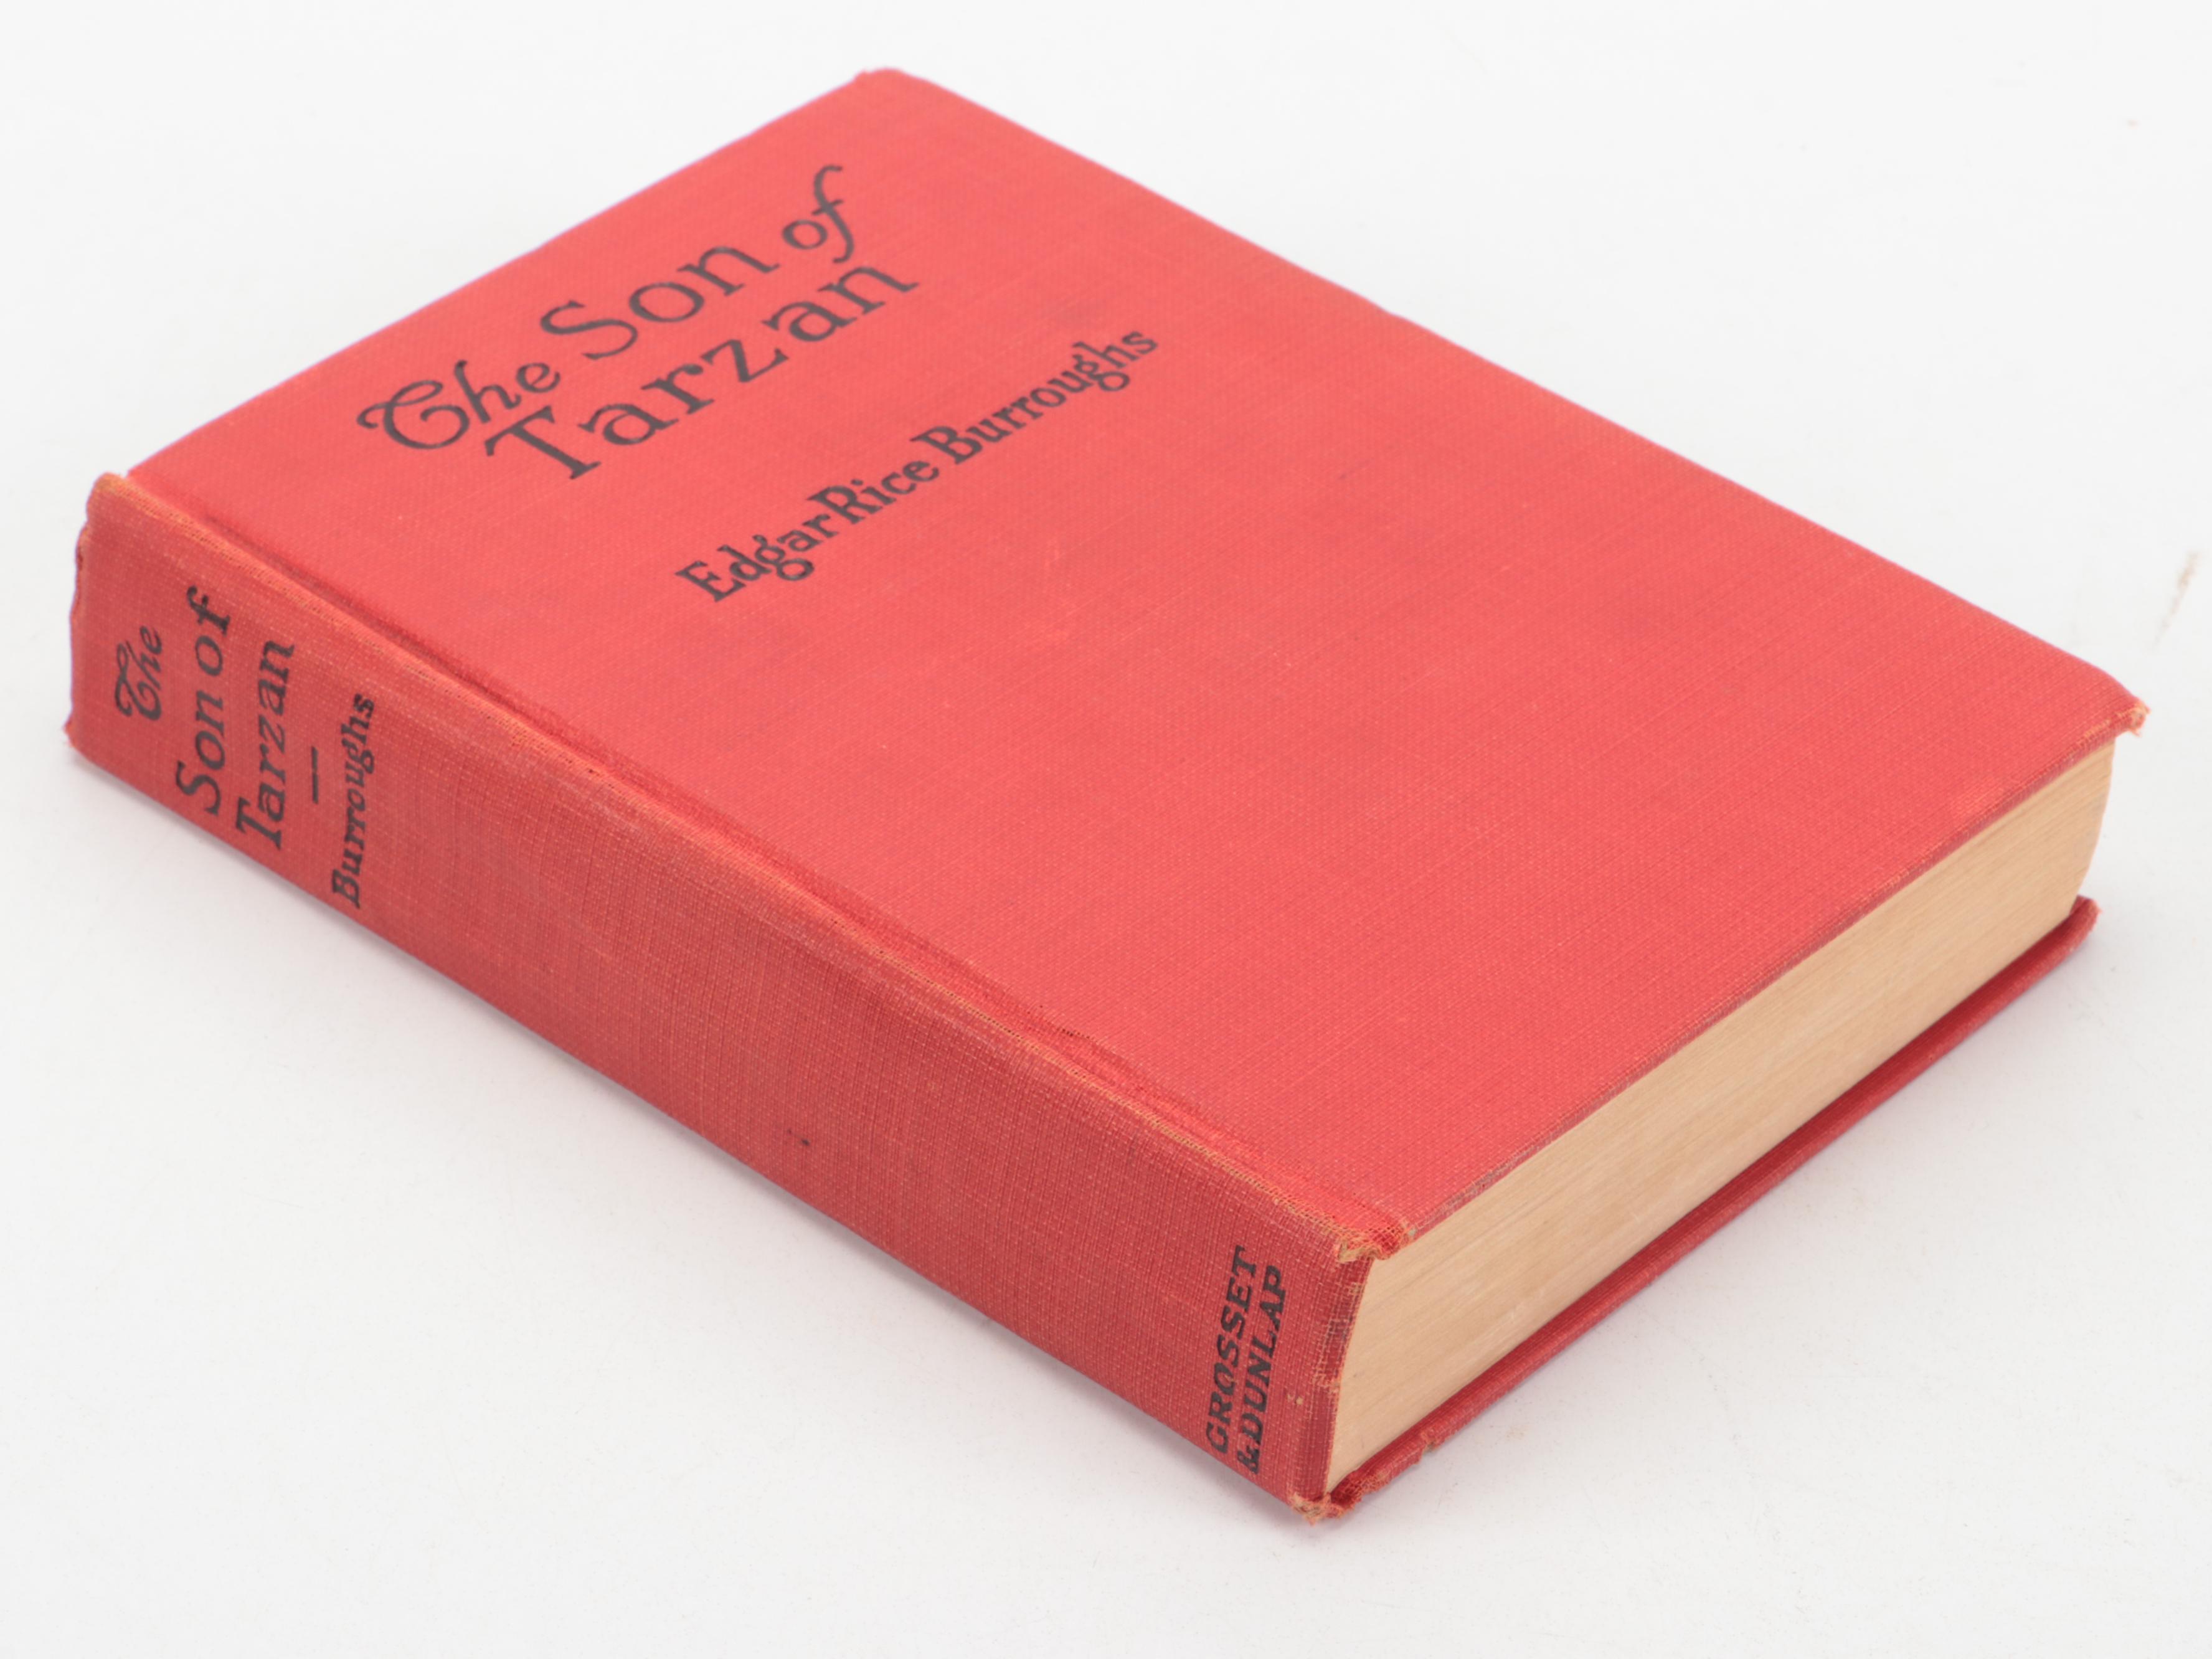 The Son of
Tarzan
Edgar Rice Burroughs
The
Son of
Tarzan
—
Burroughs
GROSSET
& DUNLAP